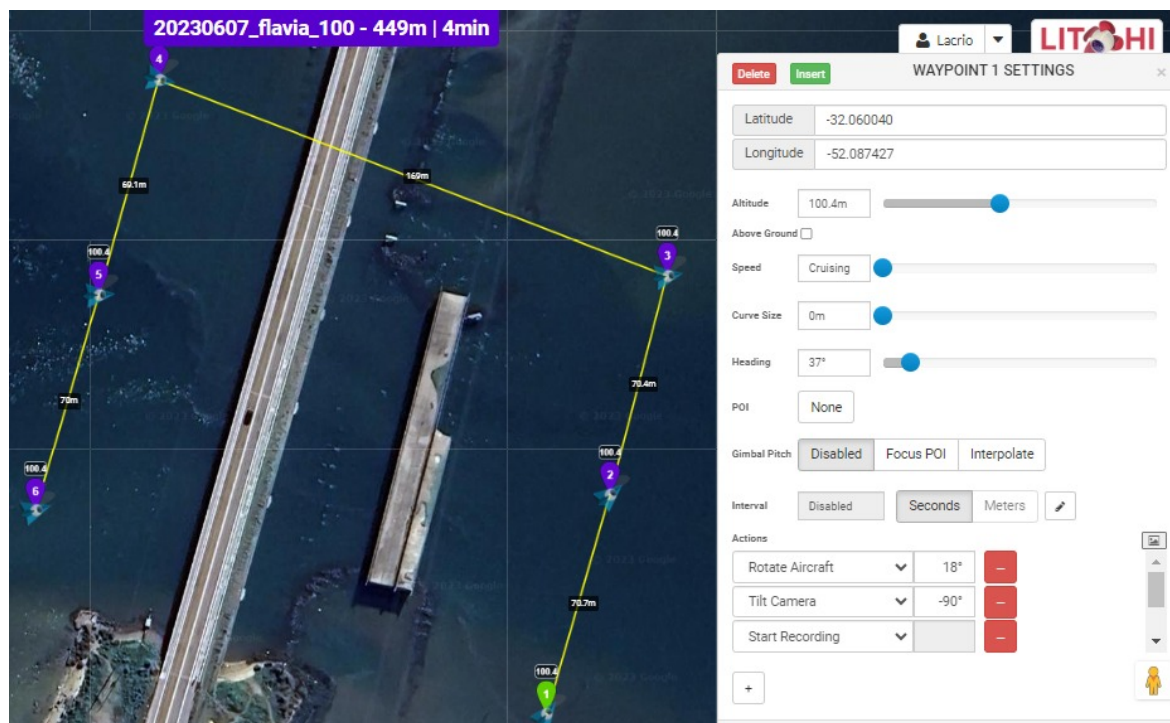 20230607_flavia_100 - 449m | 4min
Lacrio
LITCHI
4
69.1m
169m
100.4
5
100.4
3
70m
70.4m
100.4
6
100.4
2
70.7m
100.4
1
Delete
Insert
WAYPOINT 1 SETTINGS
×
Latitude -32.060040
Longitude -52.087427
Altitude 100.4m
Above Ground
Speed Cruising
Curve Size 0m
Heading 37°
POI None
Gimbal Pitch Disabled Focus POI Interpolate
Interval Disabled Seconds Meters
Actions
Rotate Aircraft 18° –
Tilt Camera -90° –
Start Recording –
+